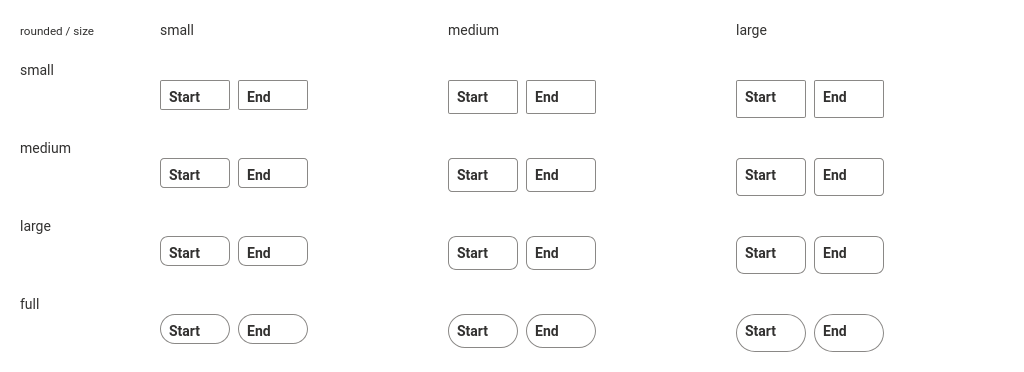 rounded / size small medium large
small
Start End Start End Start End
medium
Start End Start End Start End
large
Start End Start End Start End
full
Start End Start End Start End